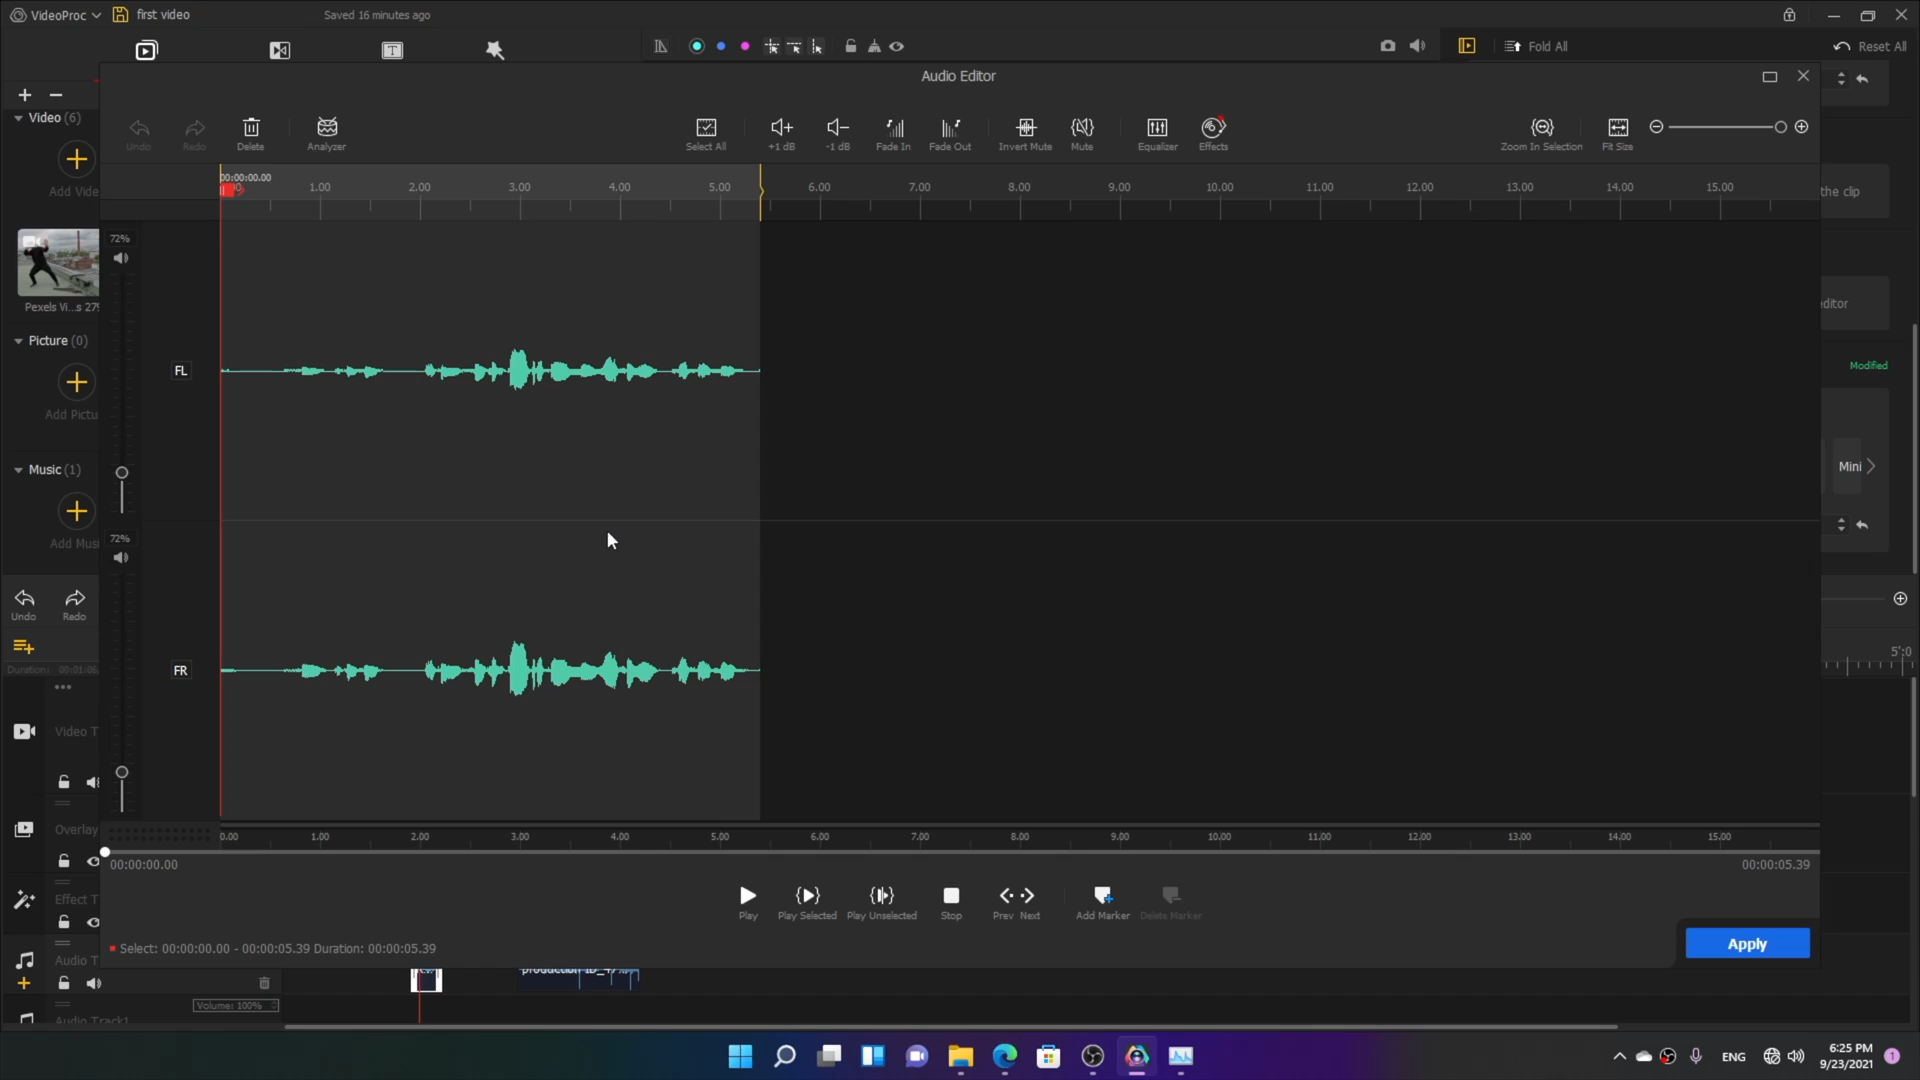 VideoProc
first video
Saved 16 minutes ago
Fold All
Reset All
Audio Editor
Undo
Redo
Delete
Analyzer
Select All
+1 dB
-1 dB
Fade In
Fade Out
Invert Mute
Mute
Equalizer
Effects
Zoom In Selection
Fit Size
Video (6)
Add Vide
00:00:00.00
1.00 2.00 3.00 4.00 5.00 6.00 7.00 8.00 9.00 10.00 11.00 12.00 13.00 14.00 15.00
the clip
72%
Pexels Vi...s 279
ditor
Picture (0)
Modified
FL
Add Pictu
Music (1)
Mini
Add Musi
72%
Undo
Redo
5':0
Duration: 00:01:06.
FR
Video T
Overlay
0.00 1.00 2.00 3.00 4.00 5.00 6.00 7.00 8.00 9.00 10.00 11.00 12.00 13.00 14.00 15.00
00:00:00.00
00:00:05.39
Effect T
Play
Play Selected
Play Unselected
Stop
Prev
Next
Add Marker
Delete Marker
Select: 00:00:00.00 - 00:00:05.39 Duration: 00:00:05.39
Apply
Audio T
Volume: 100%
Audio Track1
ENG
6:25 PM
9/23/2021
1